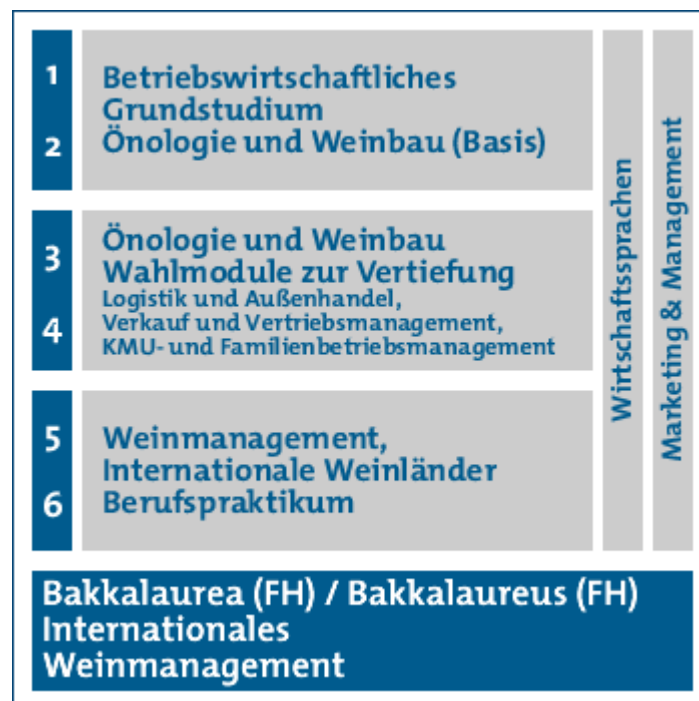 1
2
Betriebswirtschaftliches
Grundstudium
Önologie und Weinbau (Basis)
3
4
Önologie und Weinbau
Wahlmodule zur Vertiefung
Logistik und Außenhandel,
Verkauf und Vertriebsmanagement,
KMU- und Familienbetriebsmanagement
5
6
Weinmanagement,
Internationale Weinländer
Berufspraktikum
Wirtschaftssprachen
Marketing & Management
Bakkalaurea (FH) / Bakkalaureus (FH)
Internationales
Weinmanagement